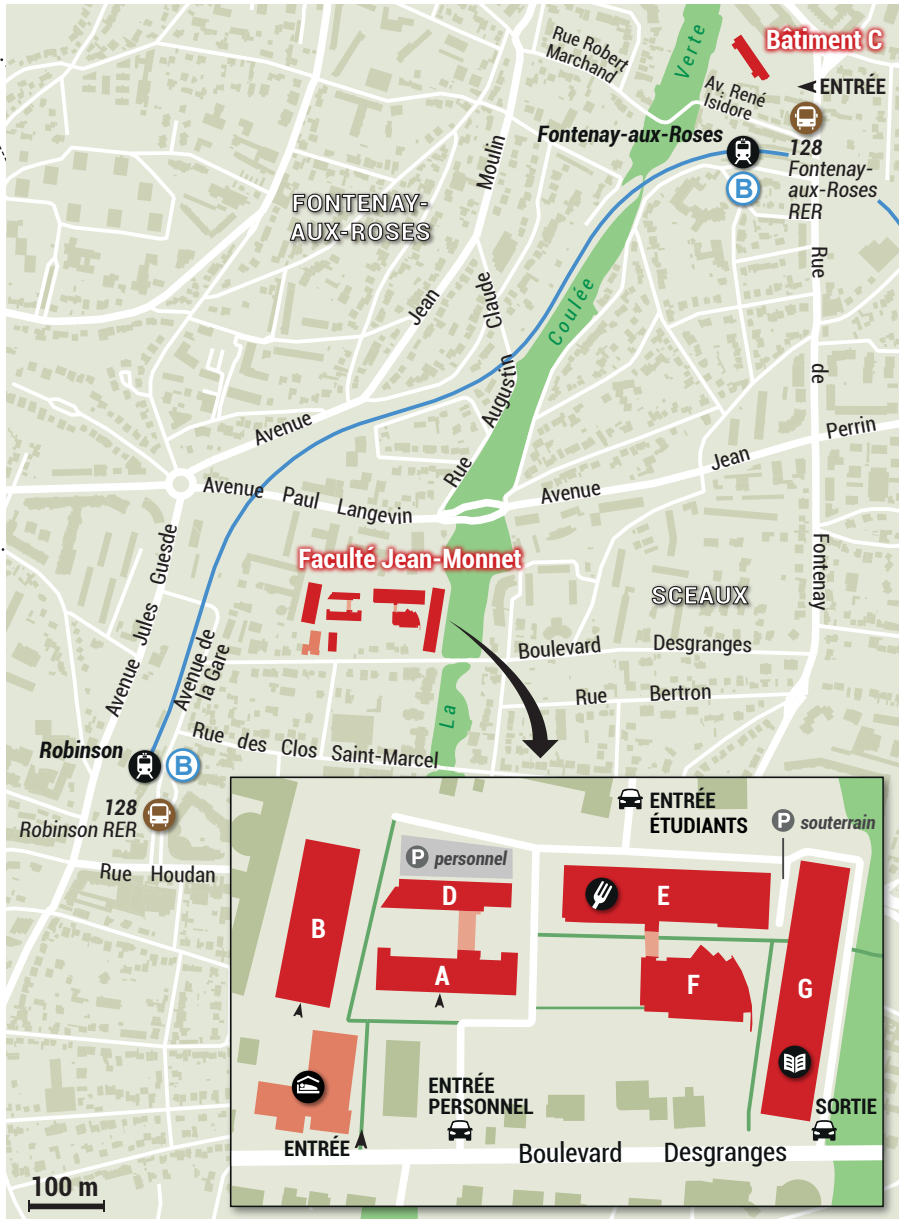 Bâtiment C
ENTRÉE
Rue Robert
Marchand
Verte
Av. René
Isidore
Fontenay-aux-Roses
128
Fontenay-
aux-Roses
RER
B
FONTENAY-
AUX-ROSES
Avenue Jean Moulin
Rue Augustin Claude
La Coulée
Rue de Fontenay
Avenue Jean Perrin
Avenue Paul Langevin
Avenue Jules Guesde
Faculté Jean-Monnet
SCEAUX
Boulevard Desgranges
Rue Bertron
Avenue de
la Gare
Rue des Clos Saint-Marcel
Robinson
B
128
Robinson RER
Rue Houdan
ENTRÉE
ÉTUDIANTS
P souterrain
P personnel
D
E
B
A
F
G
ENTRÉE
PERSONNEL
SORTIE
ENTRÉE
Boulevard Desgranges
100 m